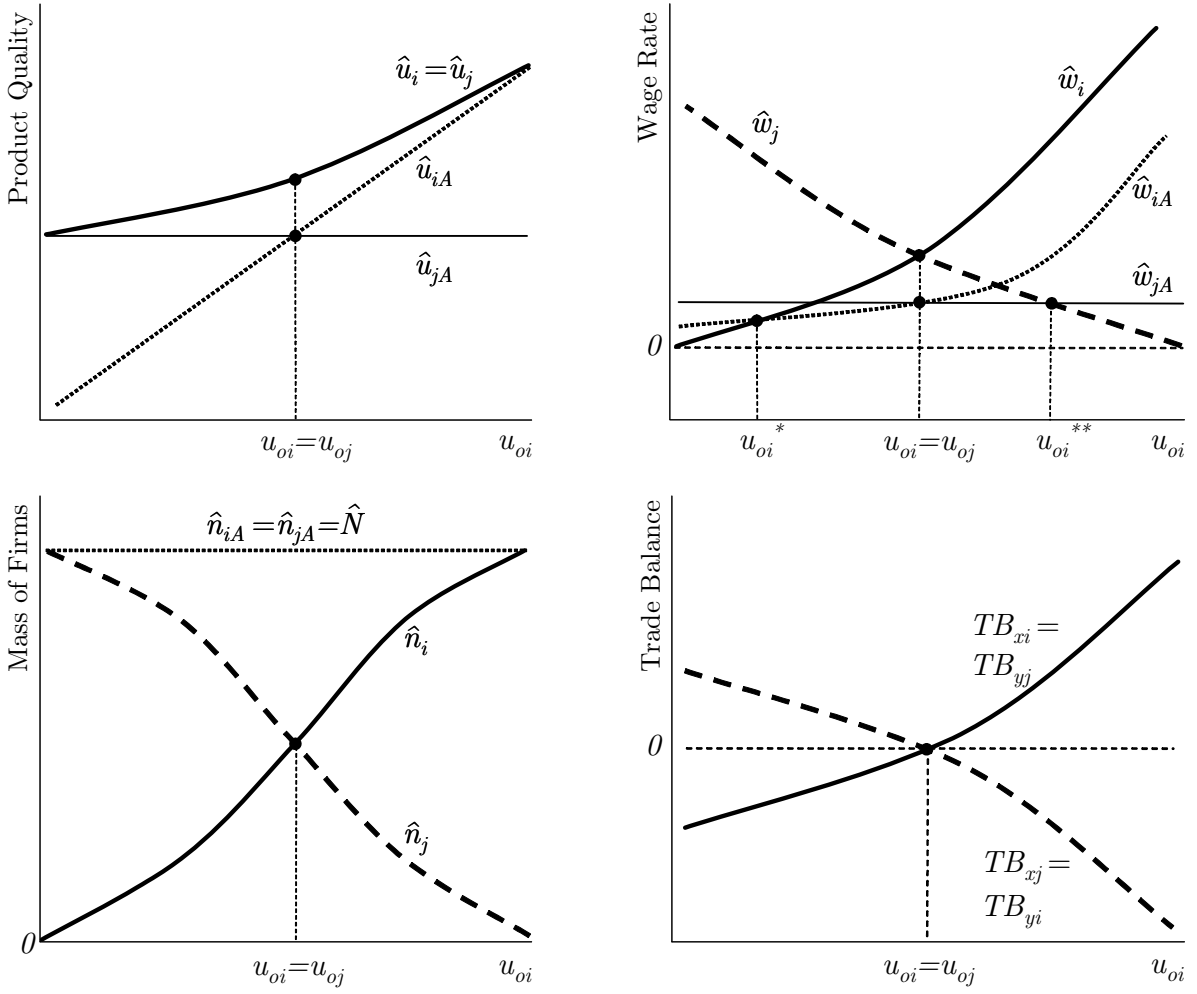 Product Quality
û_i = û_j
û_iA
û_jA
u_oi = u_oj
u_oi
Wage Rate
ŵ_j
ŵ_i
ŵ_iA
ŵ_jA
0
u_oi*
u_oi = u_oj
u_oi**
u_oi
Mass of Firms
n̂_iA = n̂_jA = N̂
n̂_i
n̂_j
0
u_oi = u_oj
u_oi
Trade Balance
TB_xi =
TB_yj
0
TB_xj =
TB_yi
u_oi = u_oj
u_oi